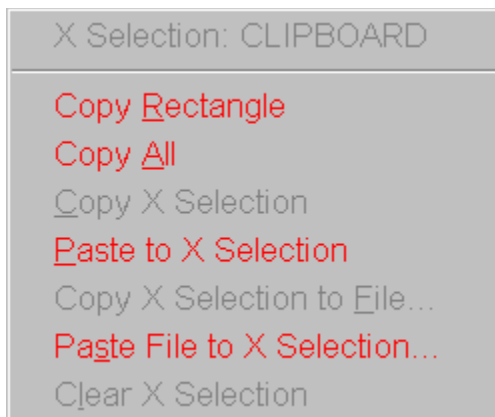 X Selection: CLIPBOARD
Copy Rectangle
Copy All
Copy X Selection
Paste to X Selection
Copy X Selection to File...
Paste File to X Selection...
Clear X Selection